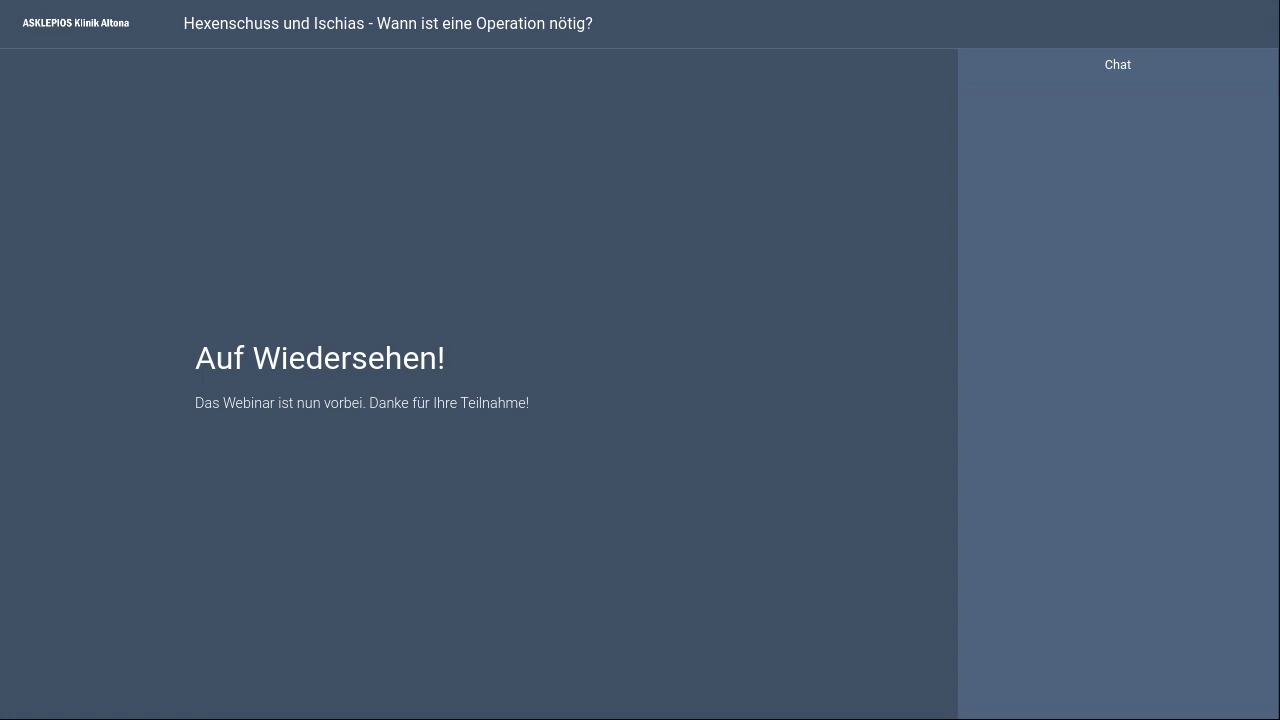 ASKLEPIOS Klinik Altona
Hexenschuss und Ischias - Wann ist eine Operation nötig?
Chat
Auf Wiedersehen!
Das Webinar ist nun vorbei. Danke für Ihre Teilnahme!